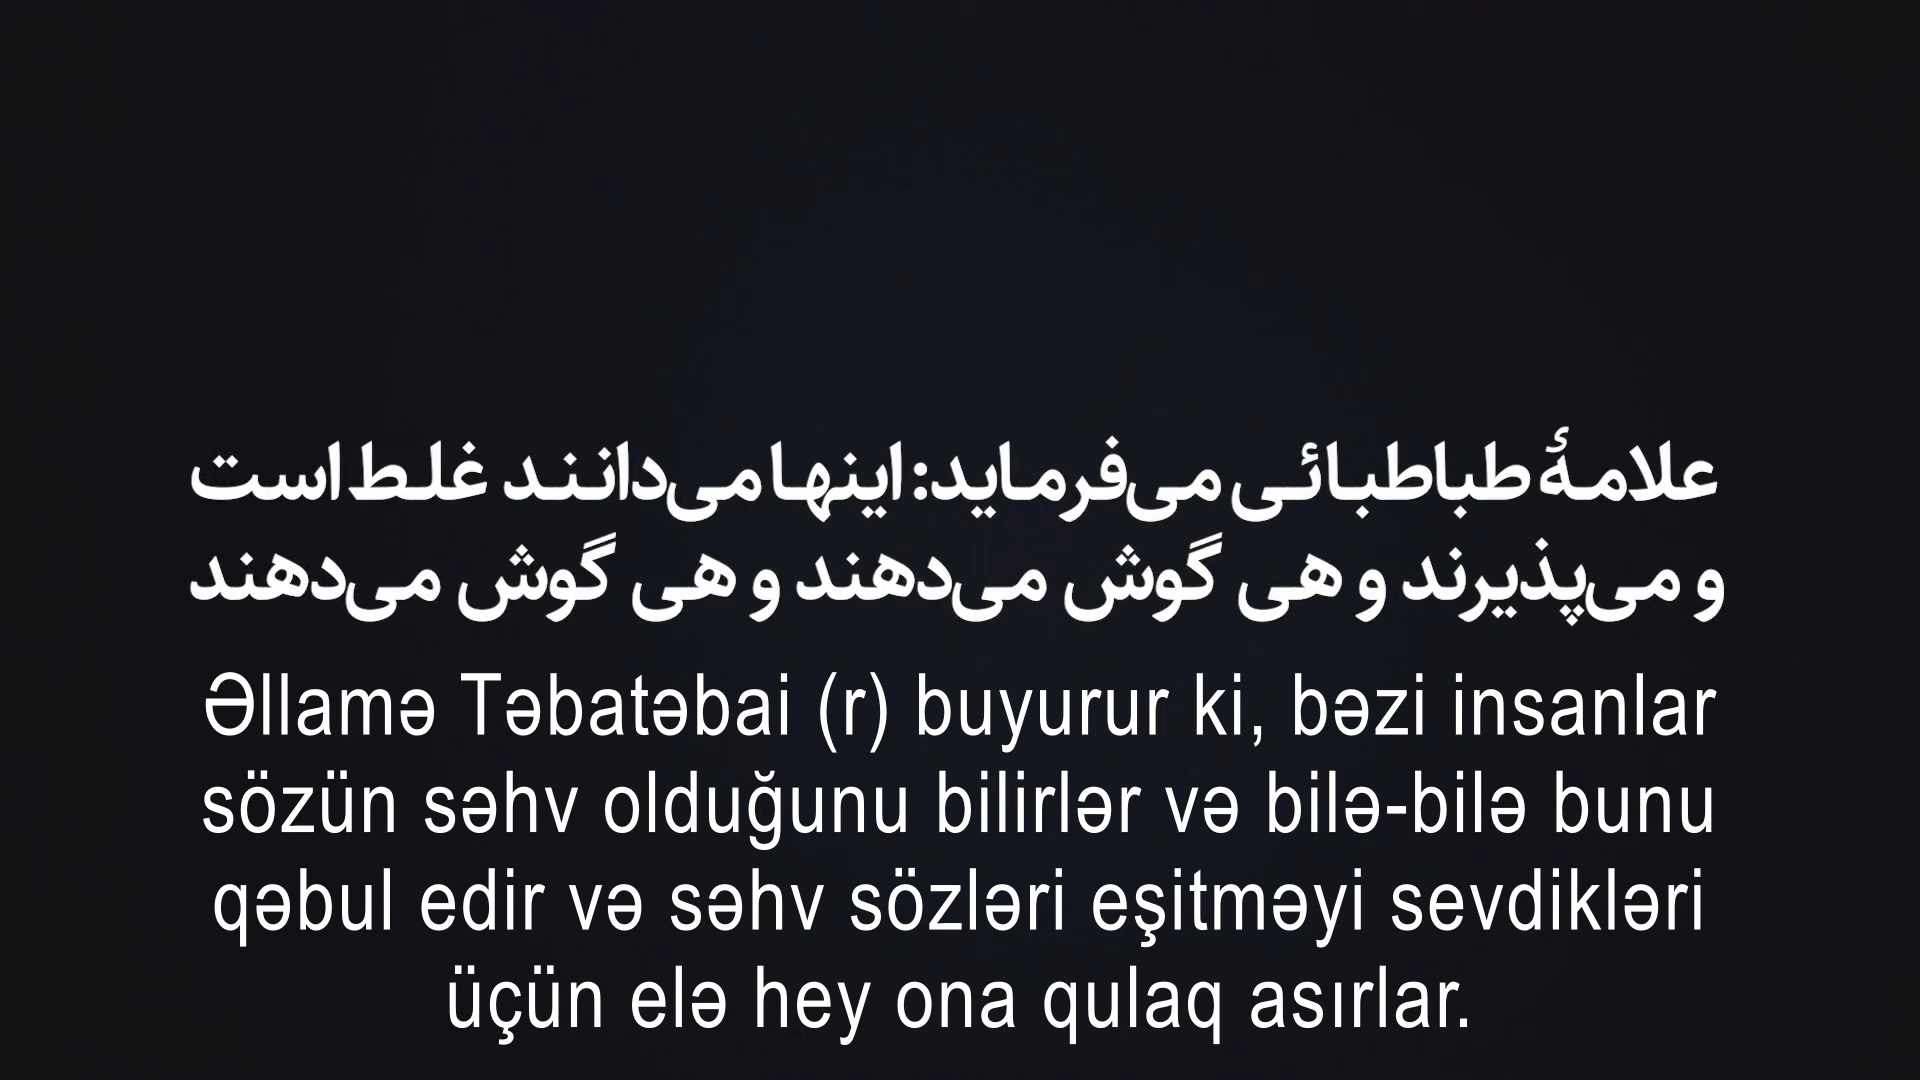 علامهٔ طباطبائی می‌فرماید: اینها می‌دانند غلط است
و می‌پذیرند و هی گوش می‌دهند و هی گوش می‌دهند
Əllamə Təbatəbai (r) buyurur ki, bəzi insanlar
sözün səhv olduğunu bilirlər və bilə-bilə bunu
qəbul edir və səhv sözləri eşitməyi sevdikləri
üçün elə hey ona qulaq asırlar.